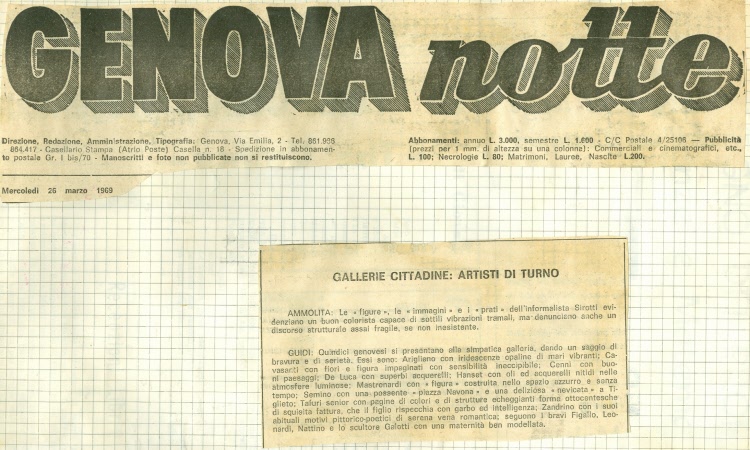 GENOVA notte
Direzione, Redazione, Amministrazione, Tipografia: Genova, Via Emilia, 2 - Tel. 861.996
864.417 - Casellario Stampa (Atrio Poste) Casella n. 18 - Spedizione in abbonamen-
to postale Gr. I bis/70 - Manoscritti e foto non pubblicate non si restituiscono.
Abbonamenti: annuo L. 3.000, semestre L. 1.600 - C/C Postale 4/25106 — Pubblicità
(prezzi per 1 mm. di altezza su una colonna): Commerciali e cinematografici, etc.,
L. 100; Necrologie L. 80; Matrimoni, Lauree, Nascite L.200.
Mercoledì 26 marzo 1969
GALLERIE CITTADINE: ARTISTI DI TURNO
AMMOLITA: Le « figure », le « immagini » e i « prati » dell'informalista Sirotti evi-
denziano un buon colorista capace di sottili vibrazioni tramali, ma denunciano anche un
discorso strutturale assai fragile, se non inesistente.
GUIDI: Quindici genovesi si presentano alla simpatica galleria, dando un saggio di
bravura e di serietà. Essi sono: Arigliano con iridescenze opaline di mari vibranti; Ca-
vasanti con fiori e figura impaginati con sensibilità ineccipibile; Conni con buo-
ni paesaggi; De Luca con superbi acquerelli; Hanset con oli ed acquerelli nitidi nelle
atmosfere luminose; Mastronardi con « figura » costruita nello spazio azzurro e senza
tempo; Semino con una possente « piazza Navona » e una deliziosa « nevicata » a Ti-
glieto; Tafuri senior con pagine di colori e di strutture echeggianti forma ottocentesche
di squisita fattura, che il figlio rispecchia con garbo ed intelligenza; Zandrino con i suoi
abituali motivi pittorico-poetici di serena vena romantica; seguono i bravi Figallo, Leo-
nardi, Nattino e lo scultore Galotti con una maternità ben modellata.